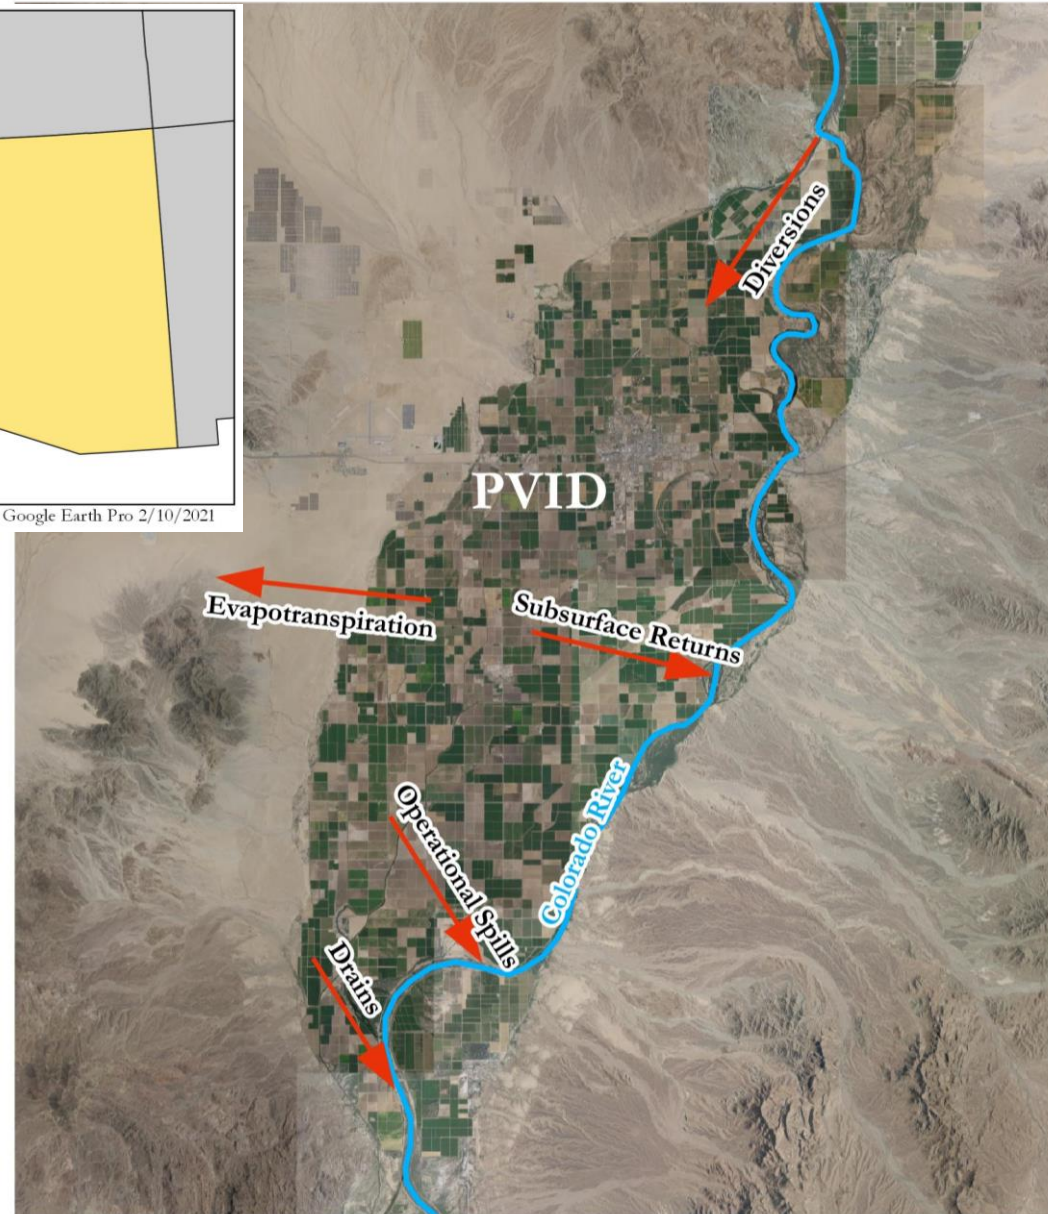 Diversions
PVID
Google Earth Pro 2/10/2021
Evapotranspiration
Subsurface Returns
Operational Spills
Colorado River
Drains